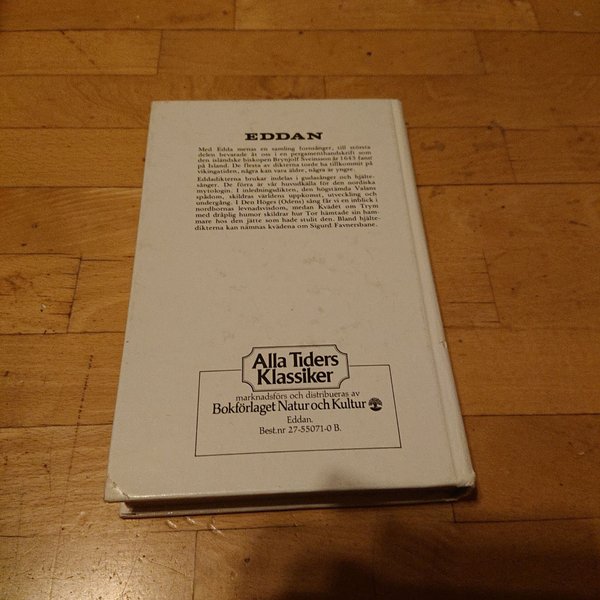 EDDAN
Med Edda menas en samling fornsånger, till största
delen bevarade åt oss i en pergamenthandskrift som
den isländske biskopen Brynjolf Sveinsson år 1643 fann
på Island. De flesta av dikterna torde ha tillkommit på
vikingatiden, några kan vara äldre, några är yngre.
Eddadikterna brukar indelas i gudasånger och hjälte-
sånger. De förra är vår huvudkälla för den nordiska
mytologin. I inledningsdikten, den högstämda Valans
spådom, skildras världens uppkomst, utveckling och
undergång. I Den Höges (Odens) sång får vi en inblick i
nordbornas levnadsvisdom, medan Kvädet om Trym
med dråplig humor skildrar hur Tor hämtade sin ham-
mare hos den jätte som hade stulit den. Bland hjälte-
dikterna kan nämnas kvädena om Sigurd Favnersbane.
Alla Tiders
Klassiker
marknadsförs och distribueras av
Bokförlaget Natur och Kultur
Eddan.
Best.nr 27-55071-0 B.